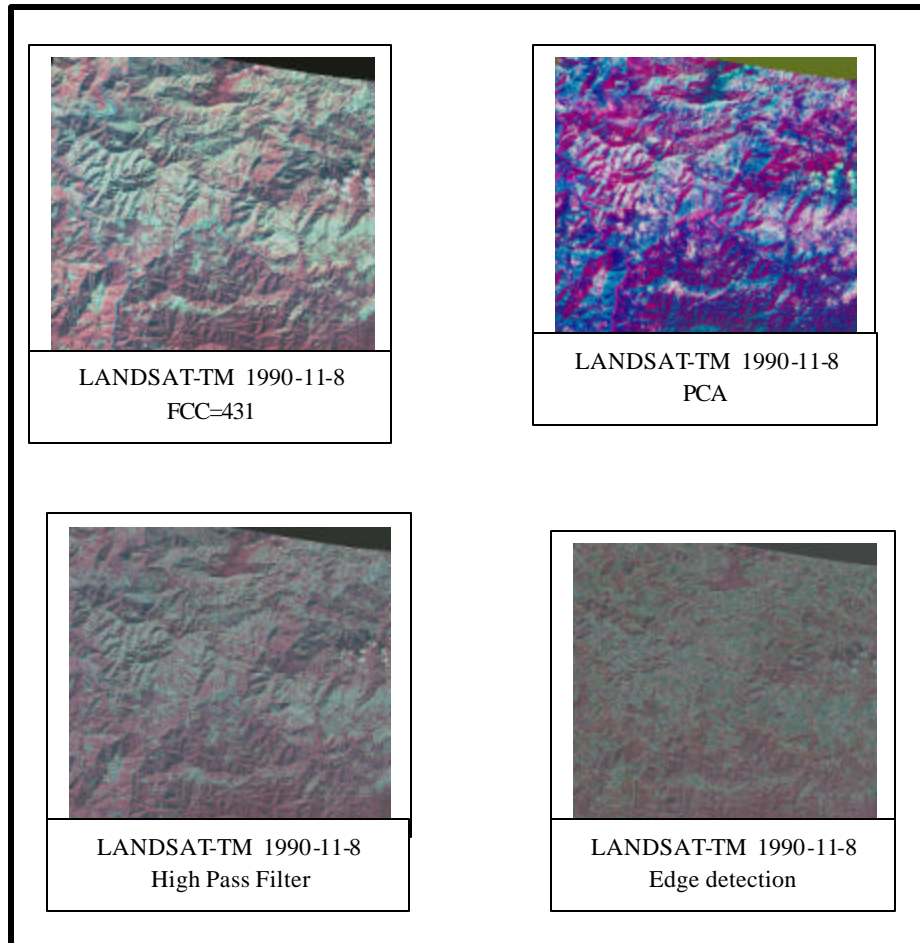 LANDSAT-TM 1990-11-8
FCC=431
LANDSAT-TM 1990-11-8
PCA
LANDSAT-TM 1990-11-8
High Pass Filter
LANDSAT-TM 1990-11-8
Edge detection